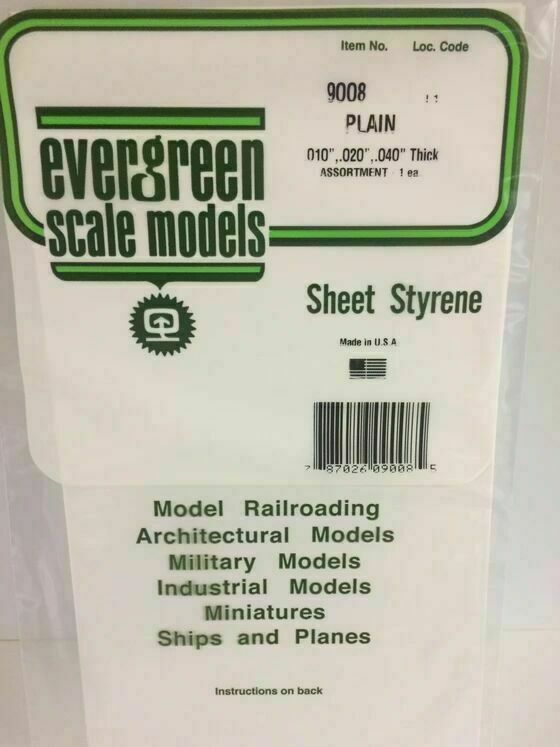 Item No. Loc. Code
9008 11
PLAIN
.010",.020",.040" Thick
ASSORTMENT 1 ea.
evergreen
scale models
Sheet Styrene
Made in U.S.A
7 87026 09008 5
Model Railroading
Architectural Models
Military Models
Industrial Models
Miniatures
Ships and Planes
Instructions on back